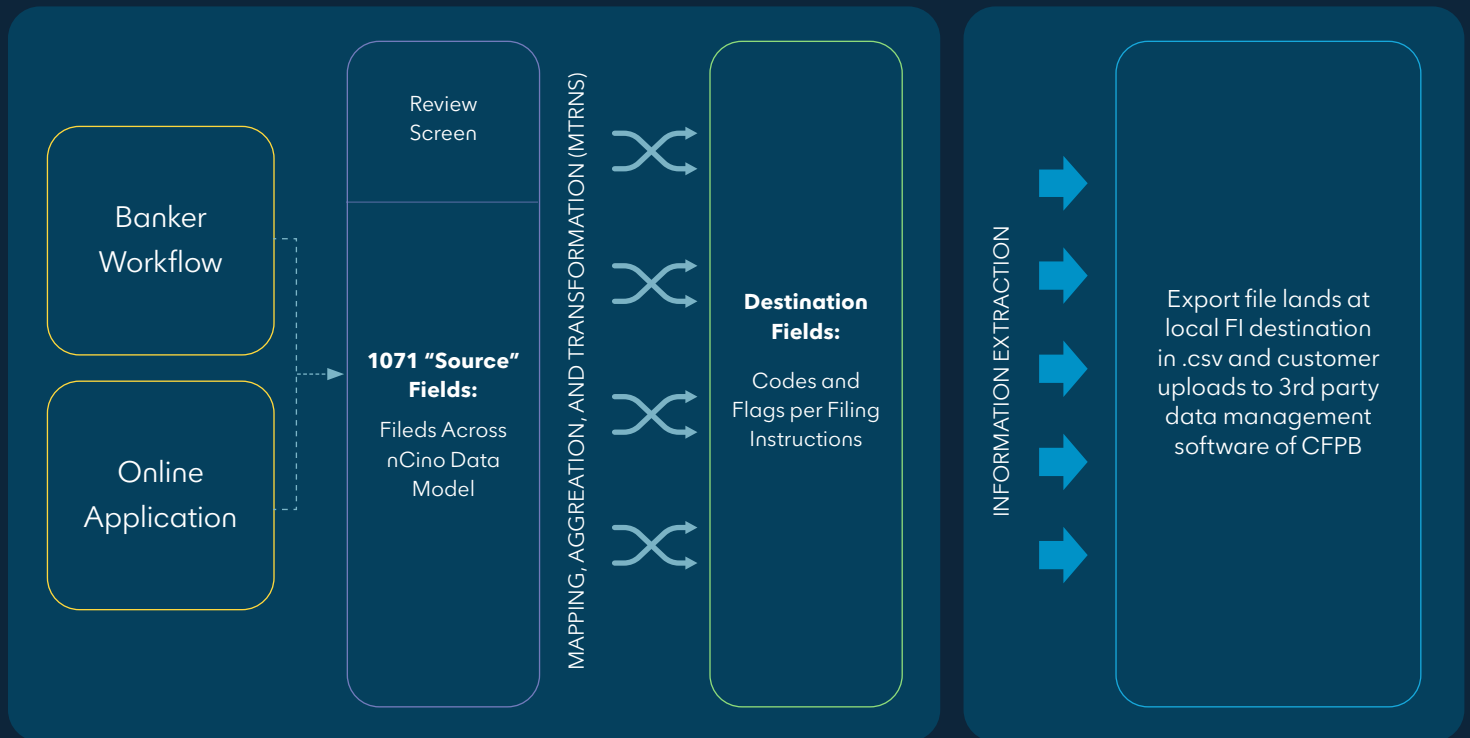 Banker
Workflow
Online
Application
Review
Screen
1071 “Source”
Fields:
Fileds Across
nCino Data
Model
MAPPING, AGGREATION, AND TRANSFORMATION (MTRNS)
Destination
Fields:
Codes and
Flags per Filing
Instructions
INFORMATION EXTRACTION
Export file lands at
local FI destination
in .csv and customer
uploads to 3rd party
data management
software of CFPB